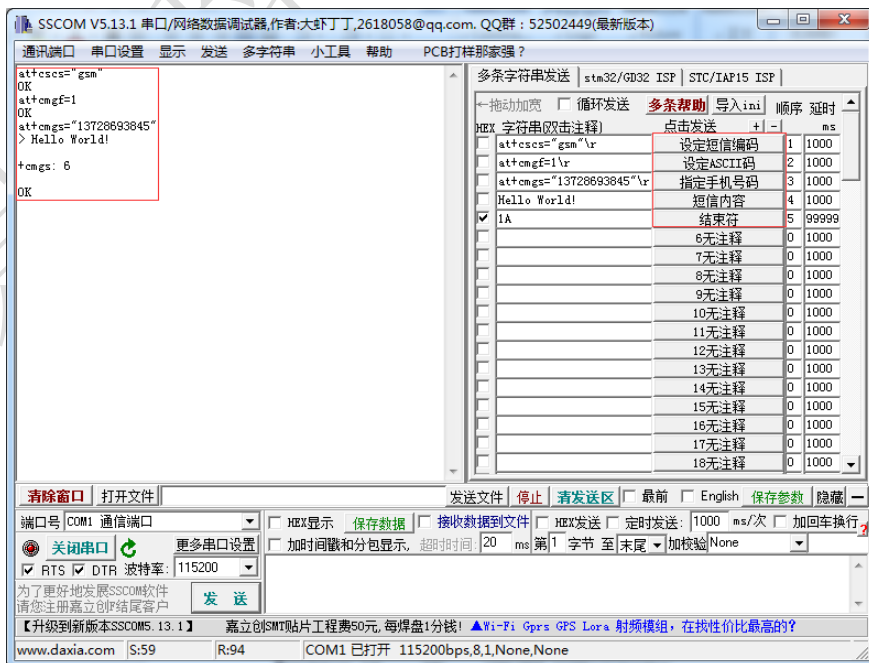 SSCOM V5.13.1 串口/网络数据调试器,作者:大虾丁丁,2618058@qq.com. QQ群：52502449(最新版本)
通讯端口 串口设置 显示 发送 多字符串 小工具 帮助 PCB打样那家强？
at+cscs="gsm"
OK
at+cmgf=1
OK
at+cmgs="13728693845"
> Hello World!
+cmgs: 6
OK
多条字符串发送 stm32/GD32 ISP STC/IAP15 ISP
←拖动加宽 循环发送 多条帮助 导入ini 顺序 延时
HEX 字符串(双击注释) 点击发送 + - ms
at+cscs="gsm"\r 设定短信编码 1 1000
at+cmgf=1\r 设定ASCII码 2 1000
at+cmgs="13728693845"\r 指定手机号码 3 1000
Hello World! 短信内容 4 1000
1A 结束符 5 99999
6无注释 0 1000
7无注释 0 1000
8无注释 0 1000
9无注释 0 1000
10无注释 0 1000
11无注释 0 1000
12无注释 0 1000
13无注释 0 1000
14无注释 0 1000
15无注释 0 1000
16无注释 0 1000
17无注释 0 1000
18无注释 0 1000
清除窗口 打开文件 发送文件 停止 清发送区 最前 English 保存参数 隐藏
端口号 COM1 通信端口 HEX显示 保存数据 接收数据到文件 HEX发送 定时发送: 1000 ms/次 加回车换行 ?
关闭串口 更多串口设置 加时间戳和分包显示, 超时时间: 20 ms 第1 字节 至 末尾 加校验 None
RTS DTR 波特率: 115200
为了更好地发展SSCOM软件
请您注册嘉立创F结尾客户
发 送
【升级到新版本SSCOM5.13.1】 嘉立创SMT贴片工程费50元,每焊盘1分钱! ▲Wi-Fi Gprs GPS Lora 射频模组，在找性价比最高的?
www.daxia.com S:59 R:94 COM1 已打开 115200bps,8,1,None,None